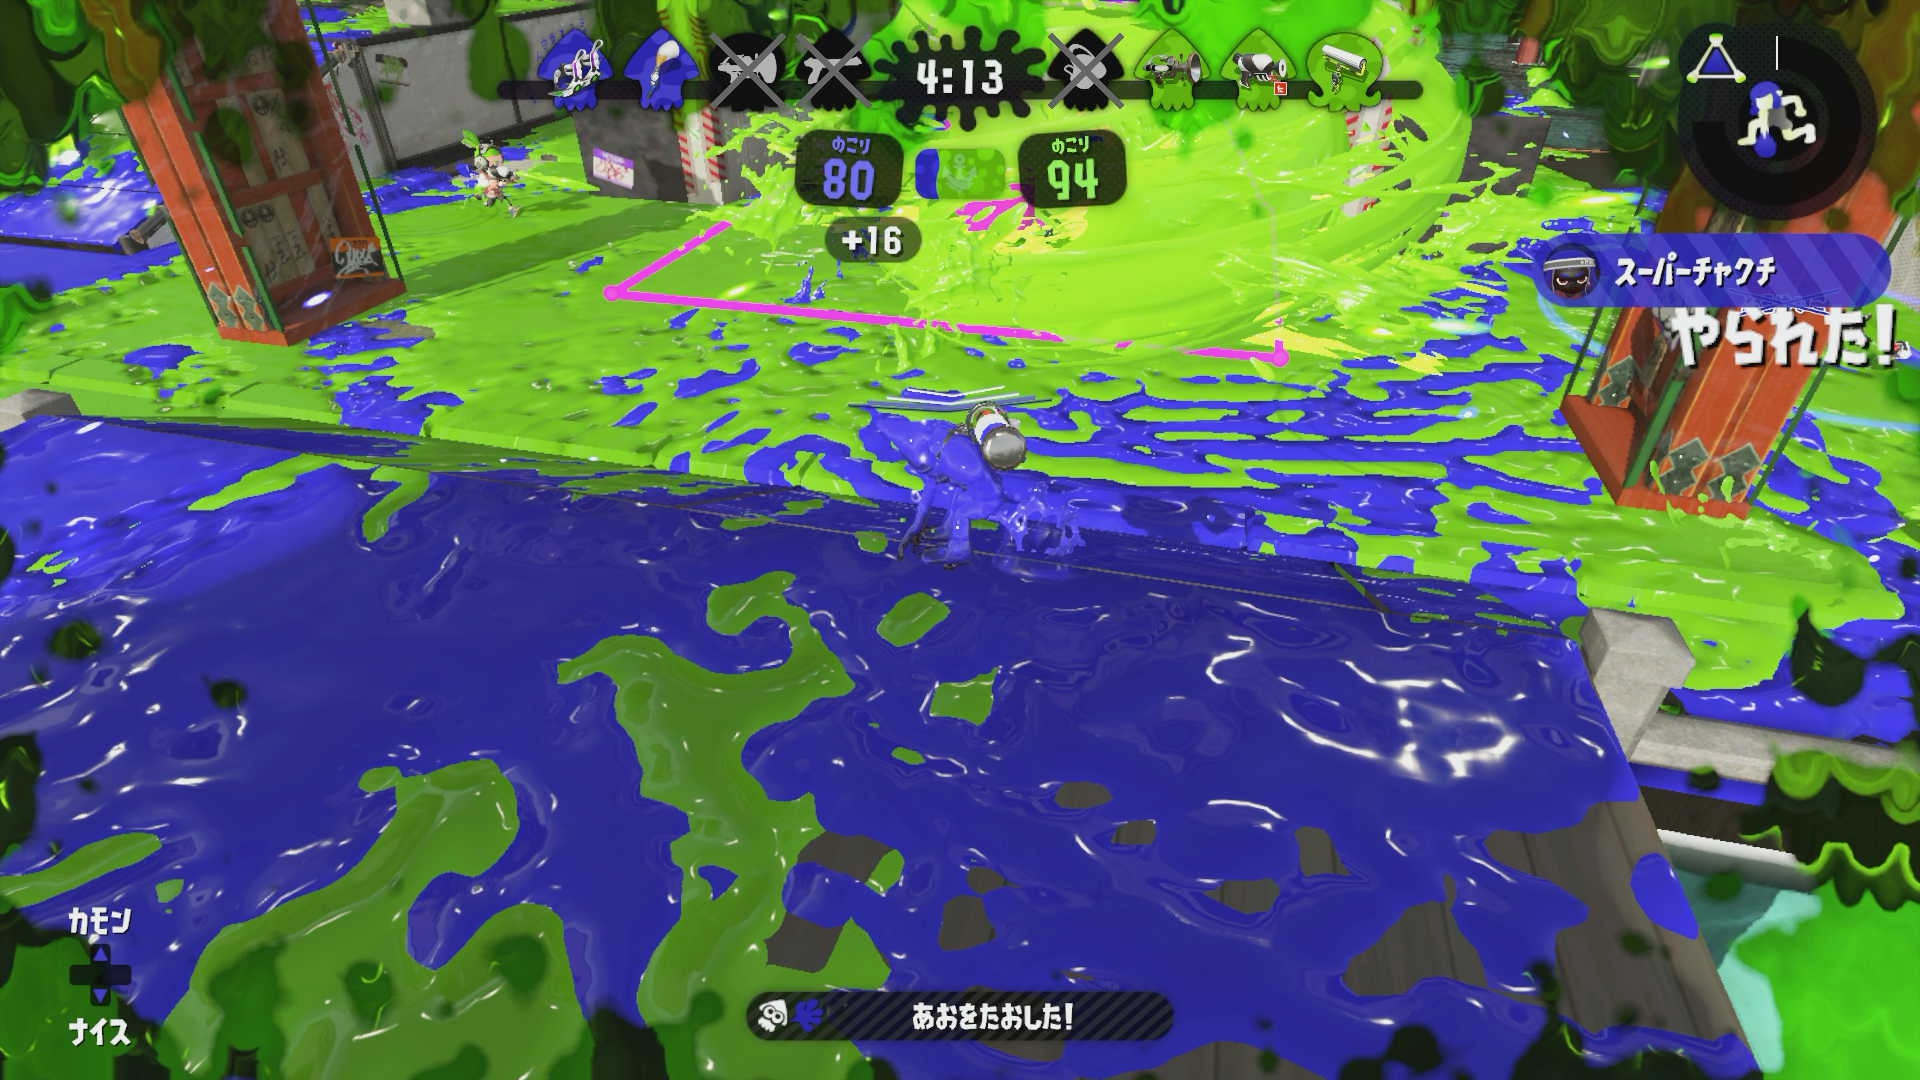 4:13
のこり
80
のこり
94
+16
スーパーチャクチ
やられた!
カモン
ナイス
あおをたおした!